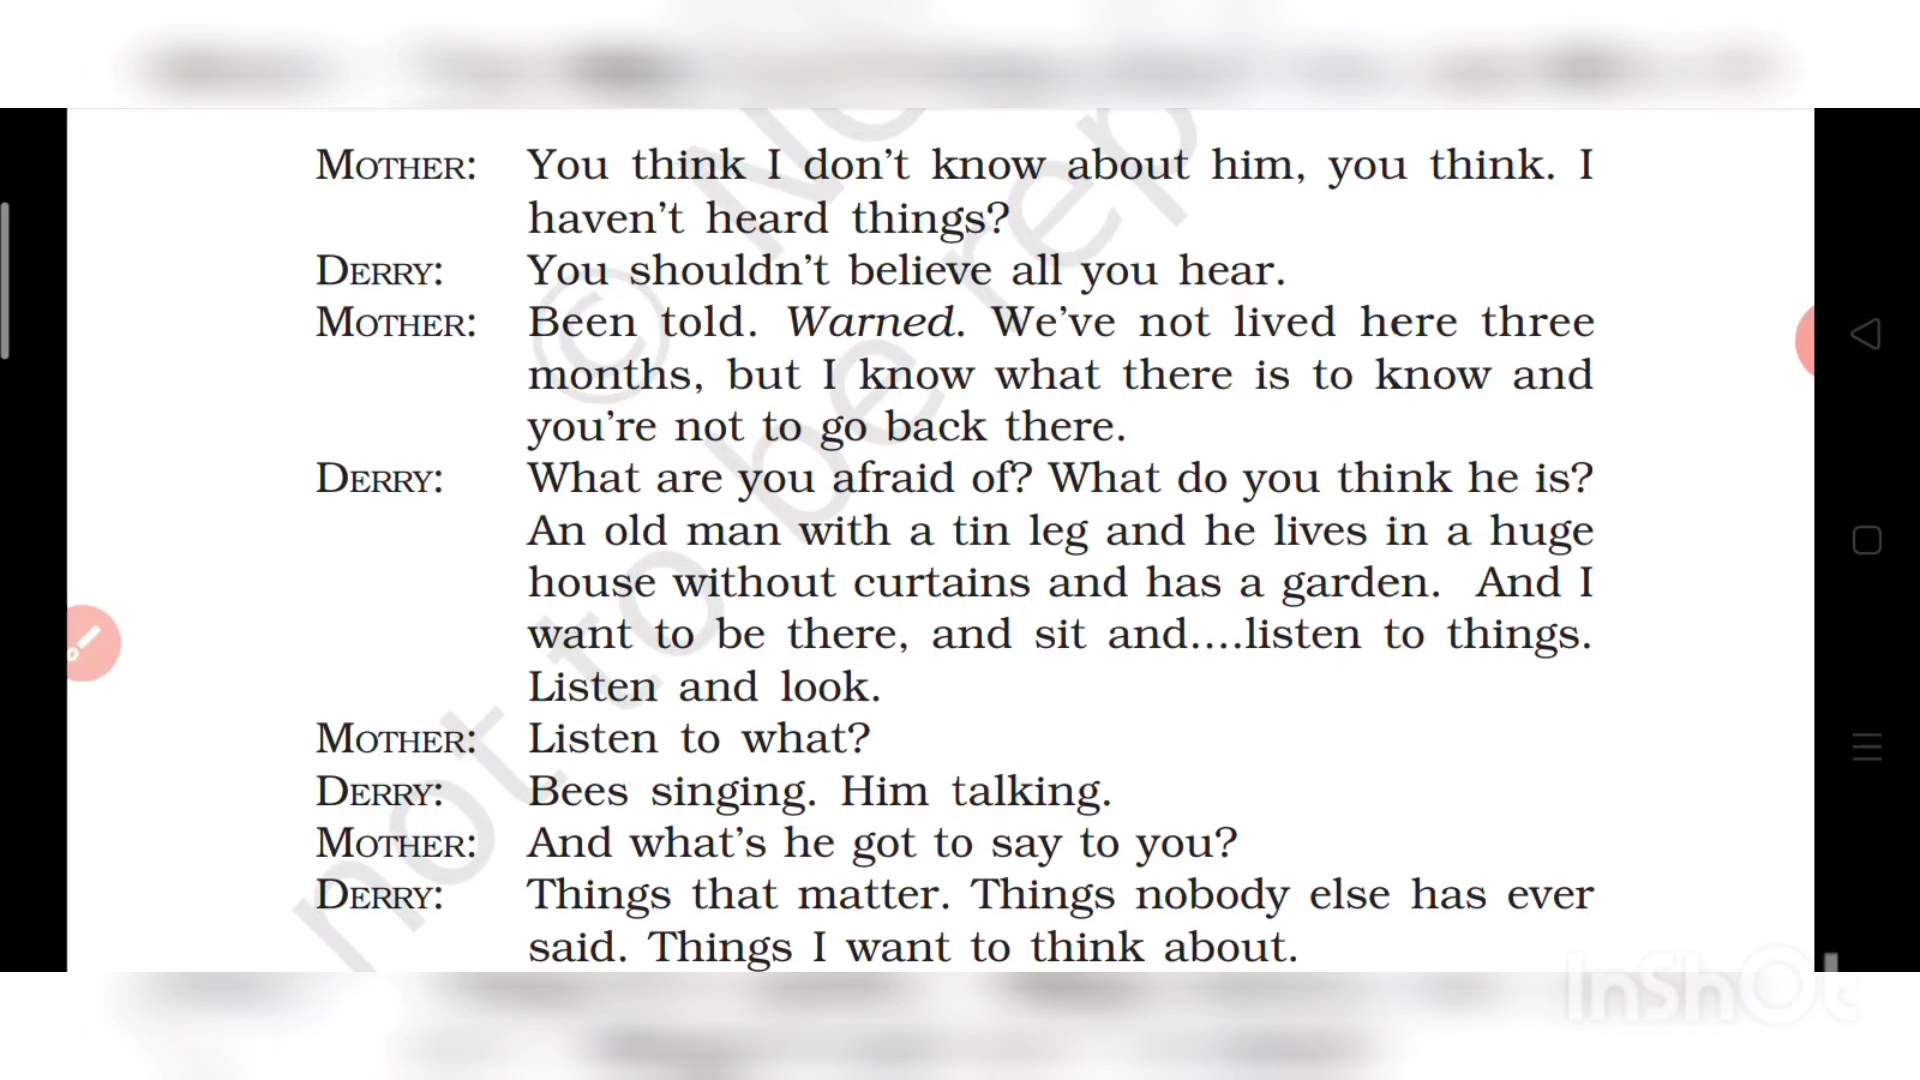 MOTHER: You think I don't know about him, you think. I
haven't heard things?
DERRY: You shouldn't believe all you hear.
MOTHER: Been told. Warned. We've not lived here three
months, but I know what there is to know and
you're not to go back there.
DERRY: What are you afraid of? What do you think he is?
An old man with a tin leg and he lives in a huge
house without curtains and has a garden. And I
want to be there, and sit and....listen to things.
Listen and look.
MOTHER: Listen to what?
DERRY: Bees singing. Him talking.
MOTHER: And what's he got to say to you?
DERRY: Things that matter. Things nobody else has ever
said. Things I want to think about.
© No
not to be rep
InShOt